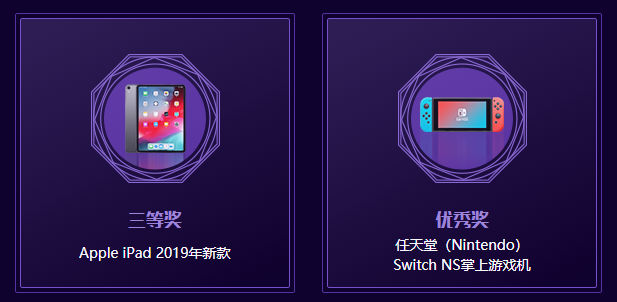 三等奖
Apple iPad 2019年新款
优秀奖
任天堂（Nintendo）
Switch NS掌上游戏机